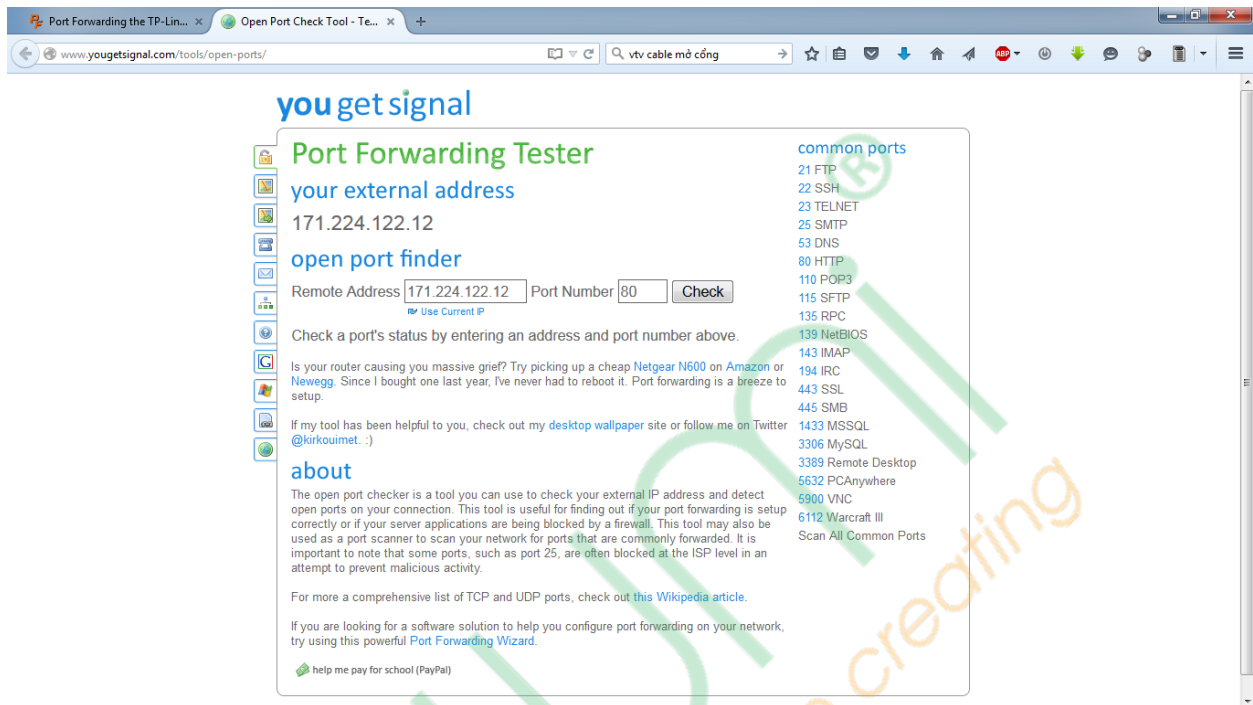 Port Forwarding the TP-Lin...
Open Port Check Tool - Te...
www.yougetsignal.com/tools/open-ports/
vtv cable mở cổng
ABP
you get signal
Port Forwarding Tester
your external address
171.224.122.12
open port finder
Remote Address 171.224.122.12 Port Number 80 Check
Use Current IP
Check a port's status by entering an address and port number above.
Is your router causing you massive grief? Try picking up a cheap Netgear N600 on Amazon or
Newegg. Since I bought one last year, I've never had to reboot it. Port forwarding is a breeze to
setup.
If my tool has been helpful to you, check out my desktop wallpaper site or follow me on Twitter
@kirkouimet. :)
about
The open port checker is a tool you can use to check your external IP address and detect
open ports on your connection. This tool is useful for finding out if your port forwarding is setup
correctly or if your server applications are being blocked by a firewall. This tool may also be
used as a port scanner to scan your network for ports that are commonly forwarded. It is
important to note that some ports, such as port 25, are often blocked at the ISP level in an
attempt to prevent malicious activity.
For more a comprehensive list of TCP and UDP ports, check out this Wikipedia article.
If you are looking for a software solution to help you configure port forwarding on your network,
try using this powerful Port Forwarding Wizard.
help me pay for school (PayPal)
common ports
21 FTP
22 SSH
23 TELNET
25 SMTP
53 DNS
80 HTTP
110 POP3
115 SFTP
135 RPC
139 NetBIOS
143 IMAP
194 IRC
443 SSL
445 SMB
1433 MSSQL
3306 MySQL
3389 Remote Desktop
5632 PCAnywhere
5900 VNC
6112 Warcraft III
Scan All Common Ports
creating